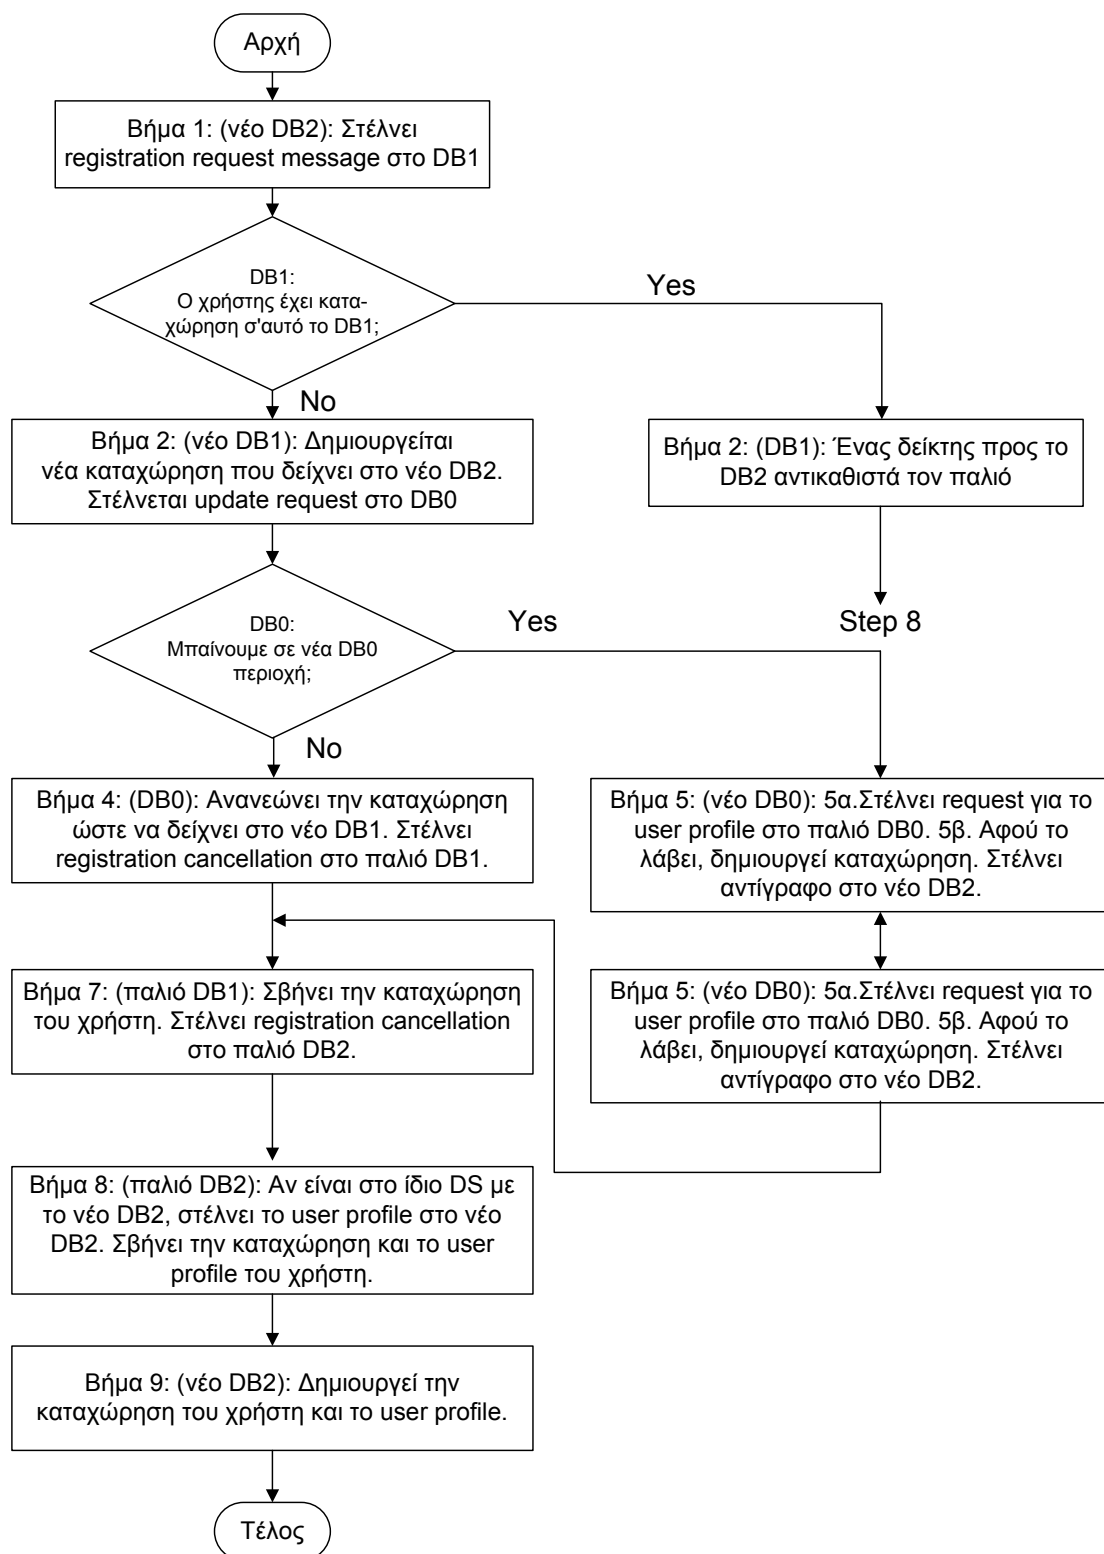 Αρχή
Βήμα 1: (νέο DB2): Στέλνει
registration request message στο DB1
DB1:
Ο χρήστης έχει κατα-
χώρηση σ'αυτό το DB1;
Yes
No
Βήμα 2: (νέο DB1): Δημιουργείται
νέα καταχώρηση που δείχνει στο νέο DB2.
Στέλνεται update request στο DB0
Βήμα 2: (DB1): Ένας δείκτης προς το
DB2 αντικαθιστά τον παλιό
Step 8
DB0:
Μπαίνουμε σε νέα DB0
περιοχή;
Yes
No
Βήμα 4: (DB0): Ανανεώνει την καταχώρηση
ώστε να δείχνει στο νέο DB1. Στέλνει
registration cancellation στο παλιό DB1.
Βήμα 5: (νέο DB0): 5α.Στέλνει request για το
user profile στο παλιό DB0. 5β. Αφού το
λάβει, δημιουργεί καταχώρηση. Στέλνει
αντίγραφο στο νέο DB2.
Βήμα 7: (παλιό DB1): Σβήνει την καταχώρηση
του χρήστη. Στέλνει registration cancellation
στο παλιό DB2.
Βήμα 5: (νέο DB0): 5α.Στέλνει request για το
user profile στο παλιό DB0. 5β. Αφού το
λάβει, δημιουργεί καταχώρηση. Στέλνει
αντίγραφο στο νέο DB2.
Βήμα 8: (παλιό DB2): Αν είναι στο ίδιο DS με
το νέο DB2, στέλνει το user profile στο νέο
DB2. Σβήνει την καταχώρηση και το user
profile του χρήστη.
Βήμα 9: (νέο DB2): Δημιουργεί την
καταχώρηση του χρήστη και το user profile.
Τέλος